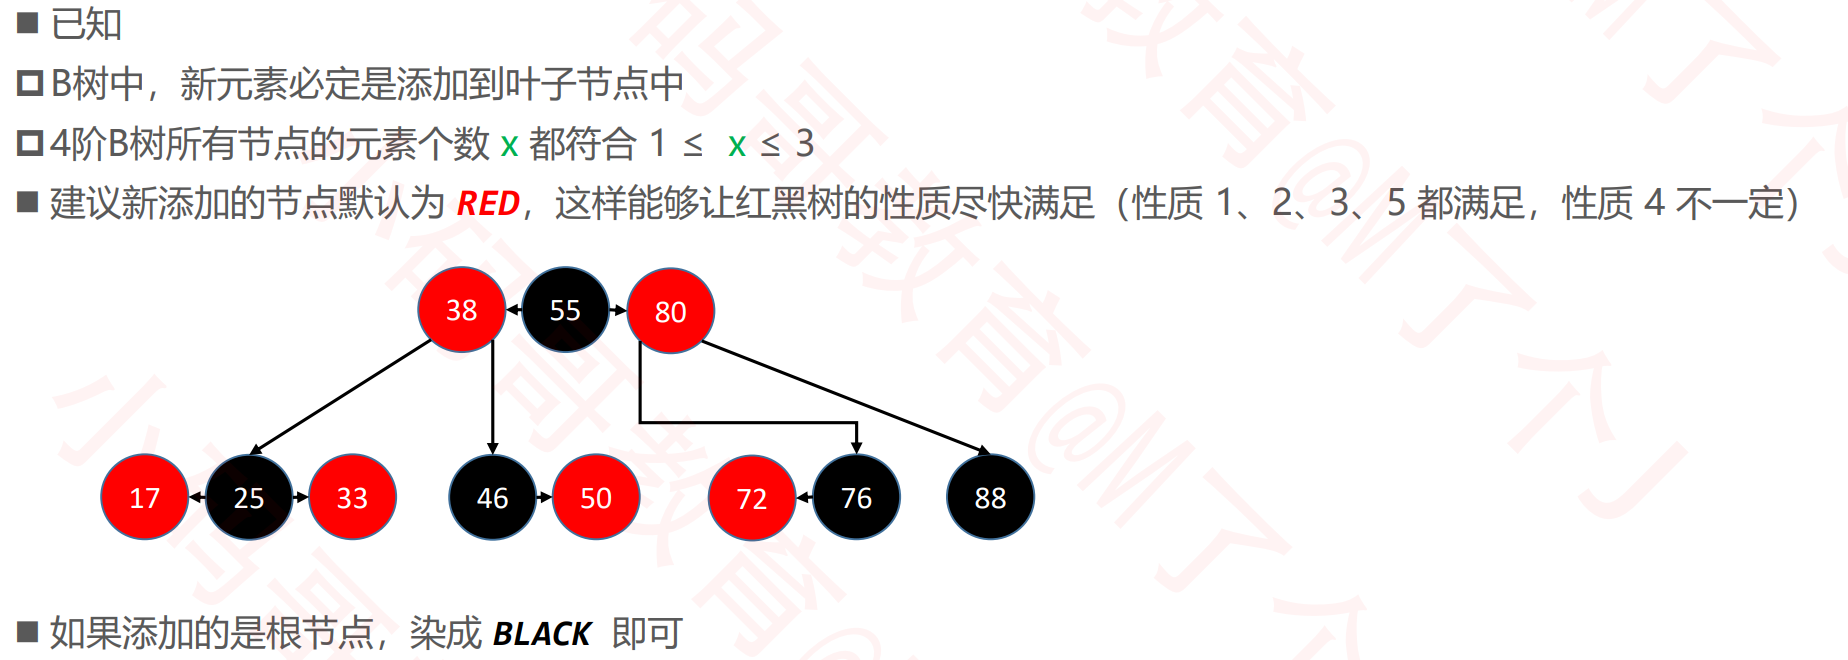 已知
B树中，新元素必定是添加到叶子节点中
4阶B树所有节点的元素个数 x 都符合 1 ≤ x ≤ 3
建议新添加的节点默认为 RED，这样能够让红黑树的性质尽快满足（性质 1、2、3、5 都满足，性质 4 不一定）
38 55 80
17 25 33 46 50 72 76 88
如果添加的是根节点，染成 BLACK 即可
小码哥教育@M了个J